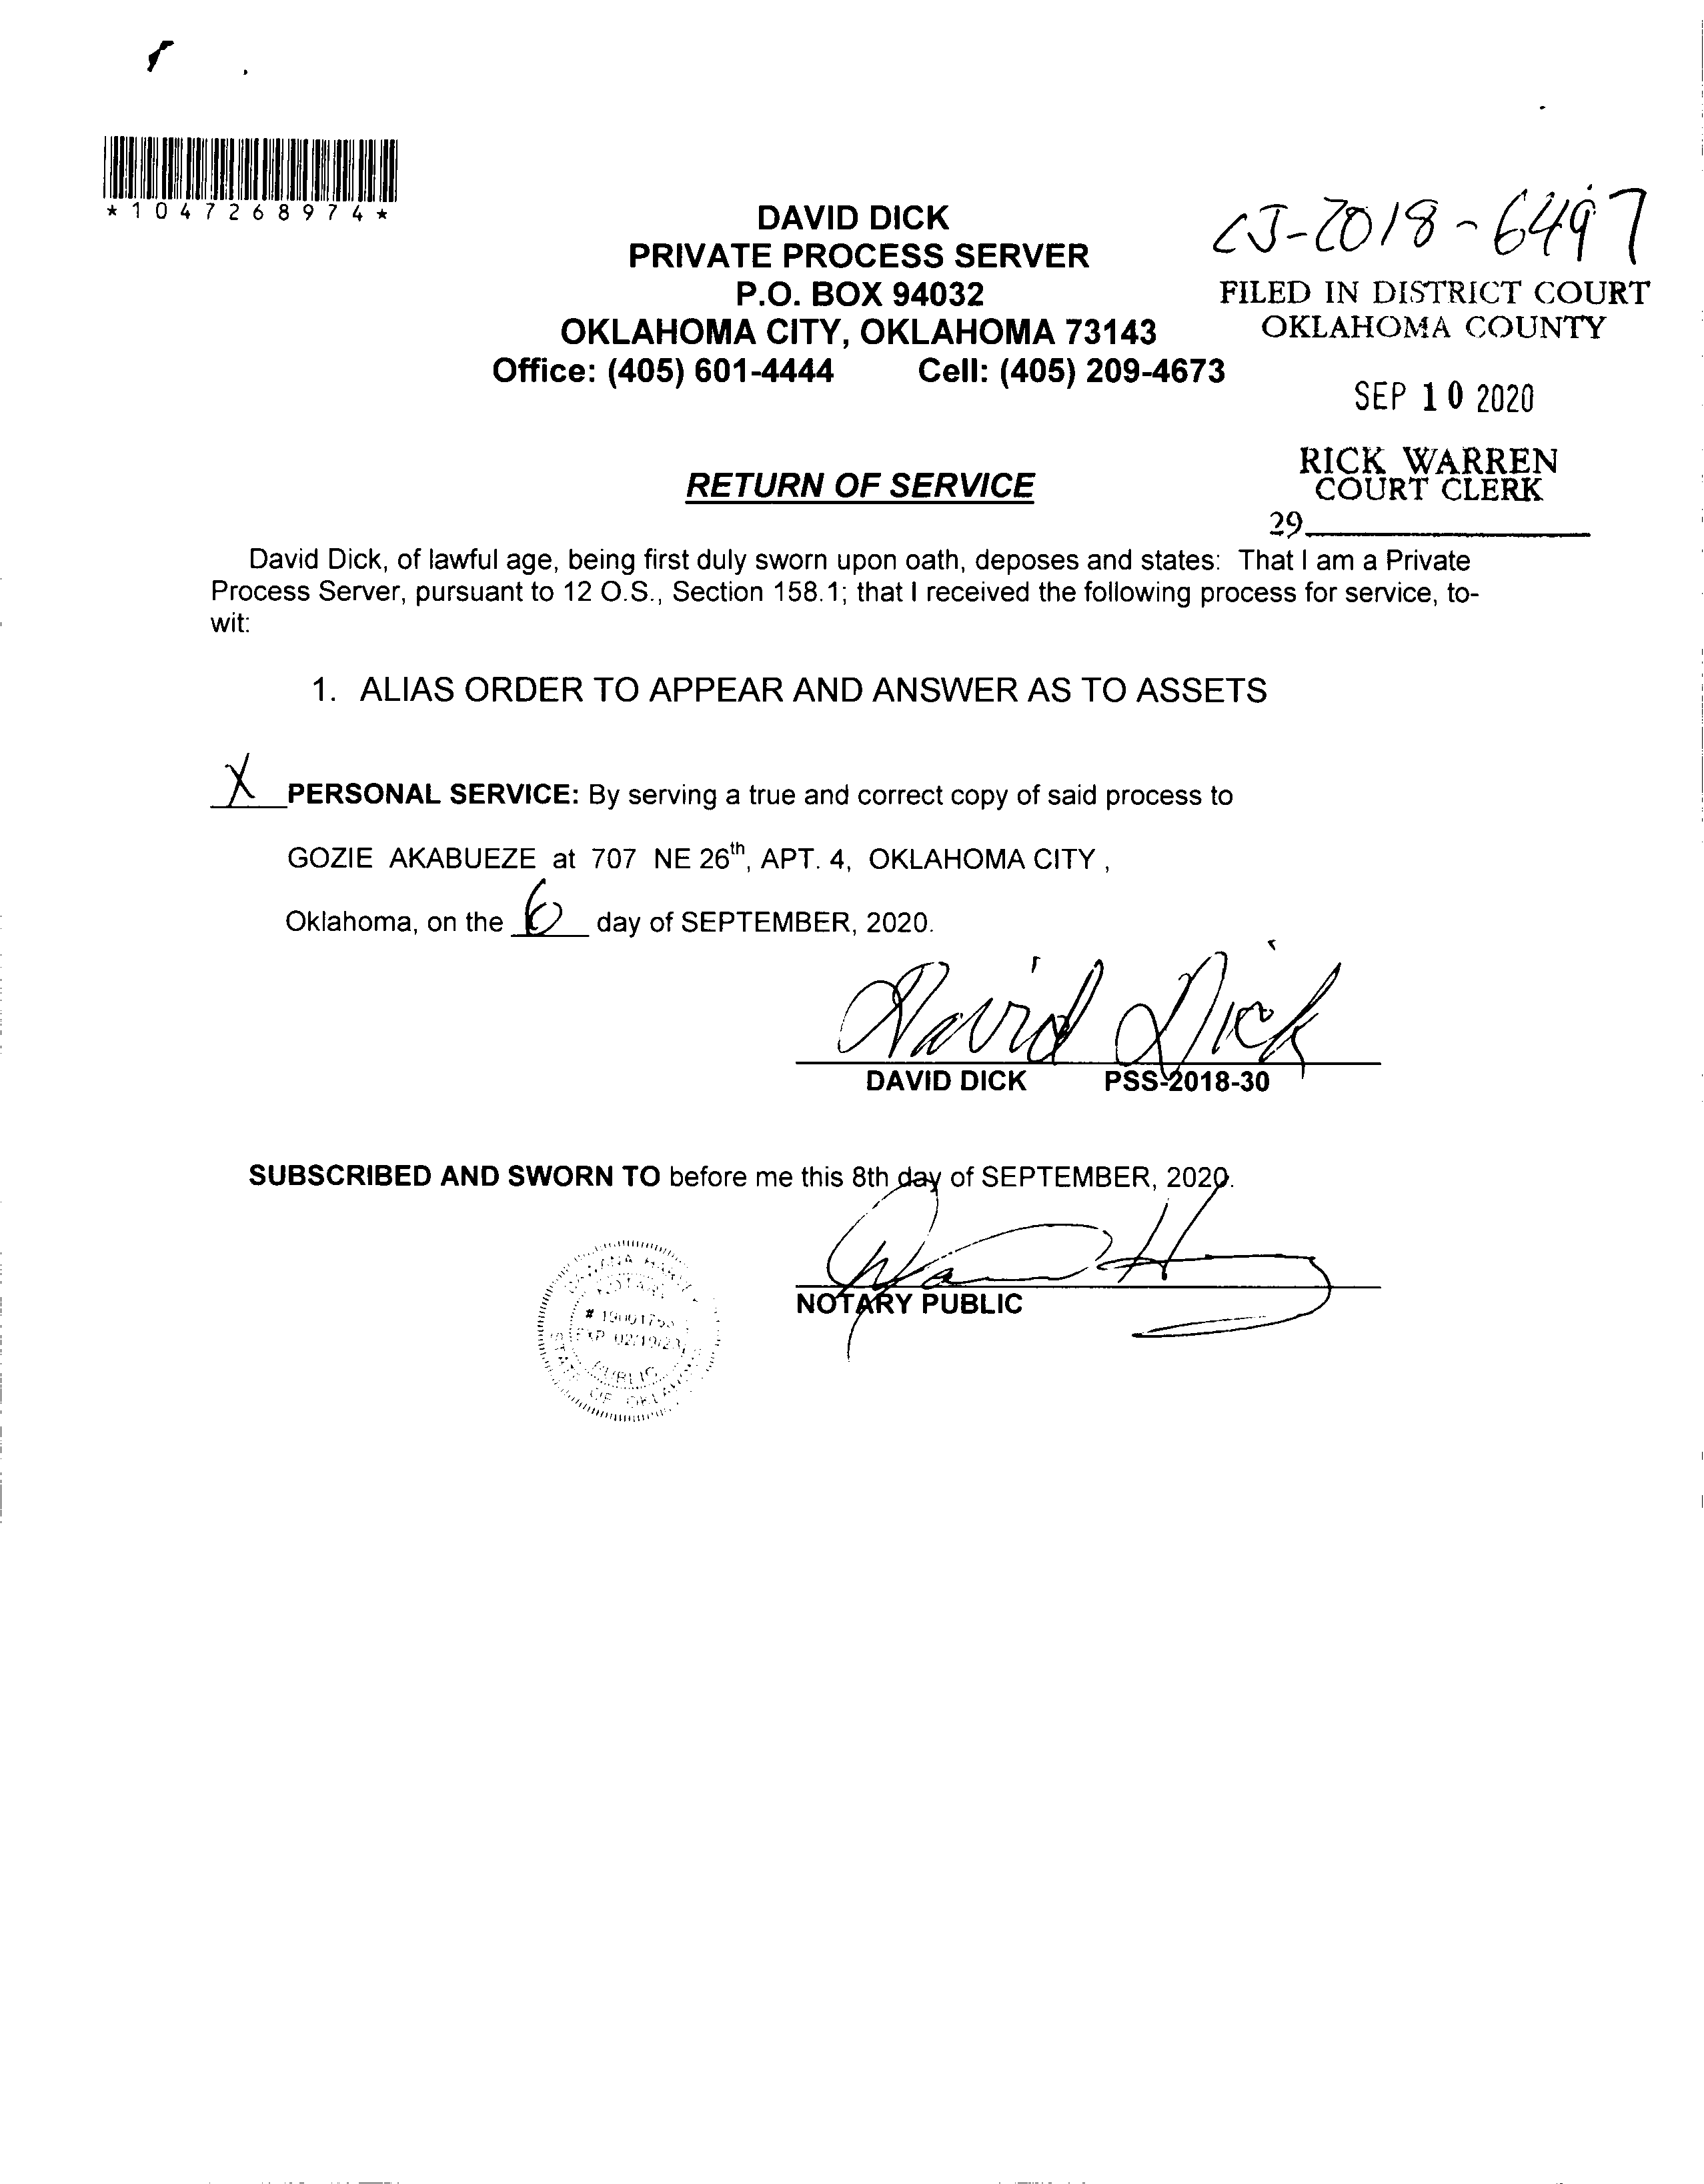 *1047268974*
DAVID DICK
PRIVATE PROCESS SERVER
P.O. BOX 94032
OKLAHOMA CITY, OKLAHOMA 73143
Office: (405) 601-4444 Cell: (405) 209-4673
CJ-2018-6497
FILED IN DISTRICT COURT
OKLAHOMA COUNTY
SEP 10 2020
RICK WARREN
COURT CLERK
29
RETURN OF SERVICE
David Dick, of lawful age, being first duly sworn upon oath, deposes and states: That I am a Private
Process Server, pursuant to 12 O.S., Section 158.1; that I received the following process for service, to-
wit:
1. ALIAS ORDER TO APPEAR AND ANSWER AS TO ASSETS
X PERSONAL SERVICE: By serving a true and correct copy of said process to
GOZIE AKABUEZE at 707 NE 26th, APT. 4, OKLAHOMA CITY ,
Oklahoma, on the 6 day of SEPTEMBER, 2020.
David Dick
DAVID DICK PSS-2018-30
SUBSCRIBED AND SWORN TO before me this 8th day of SEPTEMBER, 2020.
NOTARY PUBLIC
NOTARY
EXP. 02/19/23
PUBLIC
OF OKLAHOMA